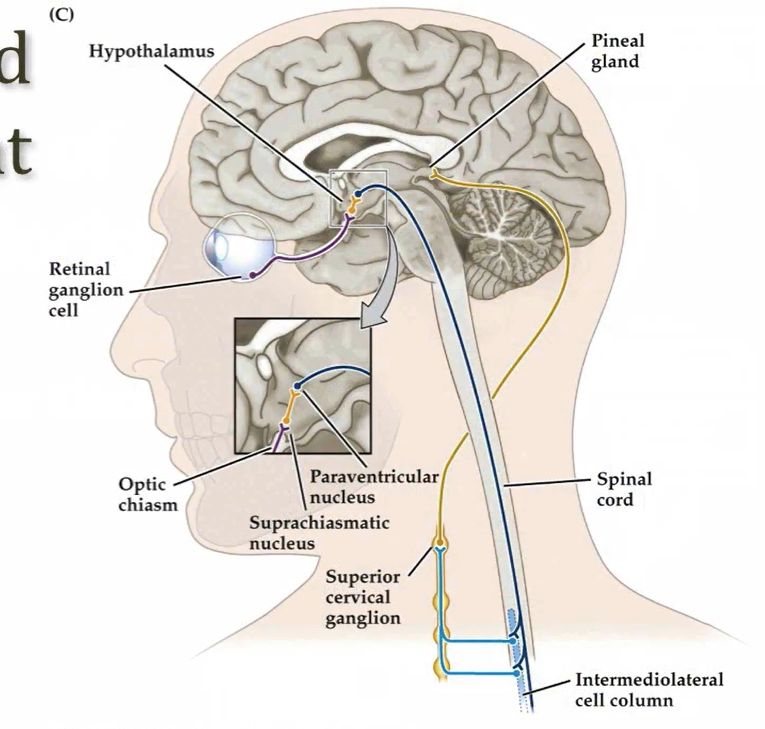 (C)
d
nt
Hypothalamus
Pineal
gland
Retinal
ganglion
cell
Optic
chiasm
Paraventricular
nucleus
Suprachiasmatic
nucleus
Spinal
cord
Superior
cervical
ganglion
Intermediolateral
cell column